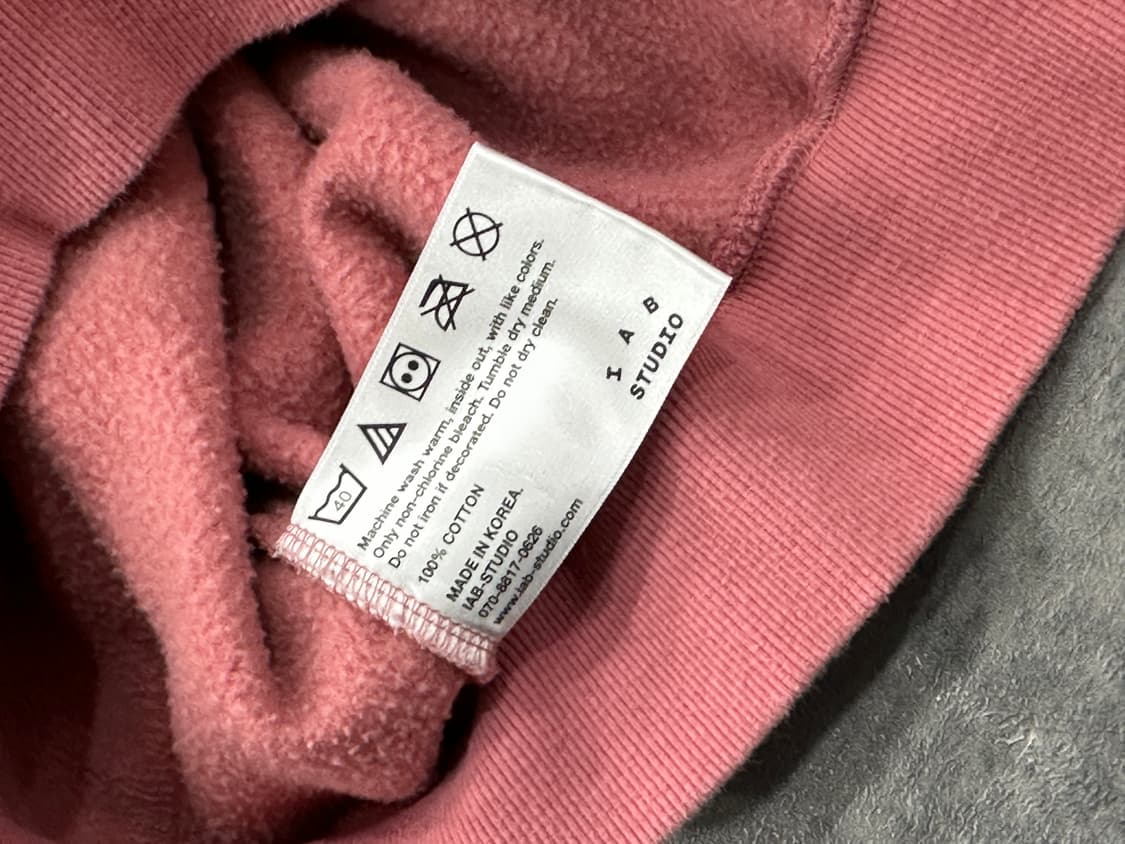 40
Machine wash warm, inside out, with like colors.
Only non-chlorine bleach. Tumble dry medium.
Do not iron if decorated. Do not dry clean.
100% COTTON
MADE IN KOREA.
IAB-STUDIO
070-8817-0626
www.iab-studio.com
I A B
STUDIO